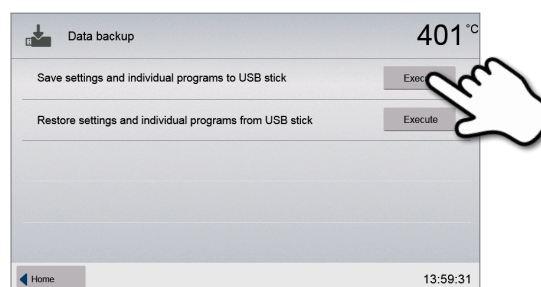 Data backup
401 °C
Save settings and individual programs to USB stick
Restore settings and individual programs from USB stick Execute
Home
13:59:31